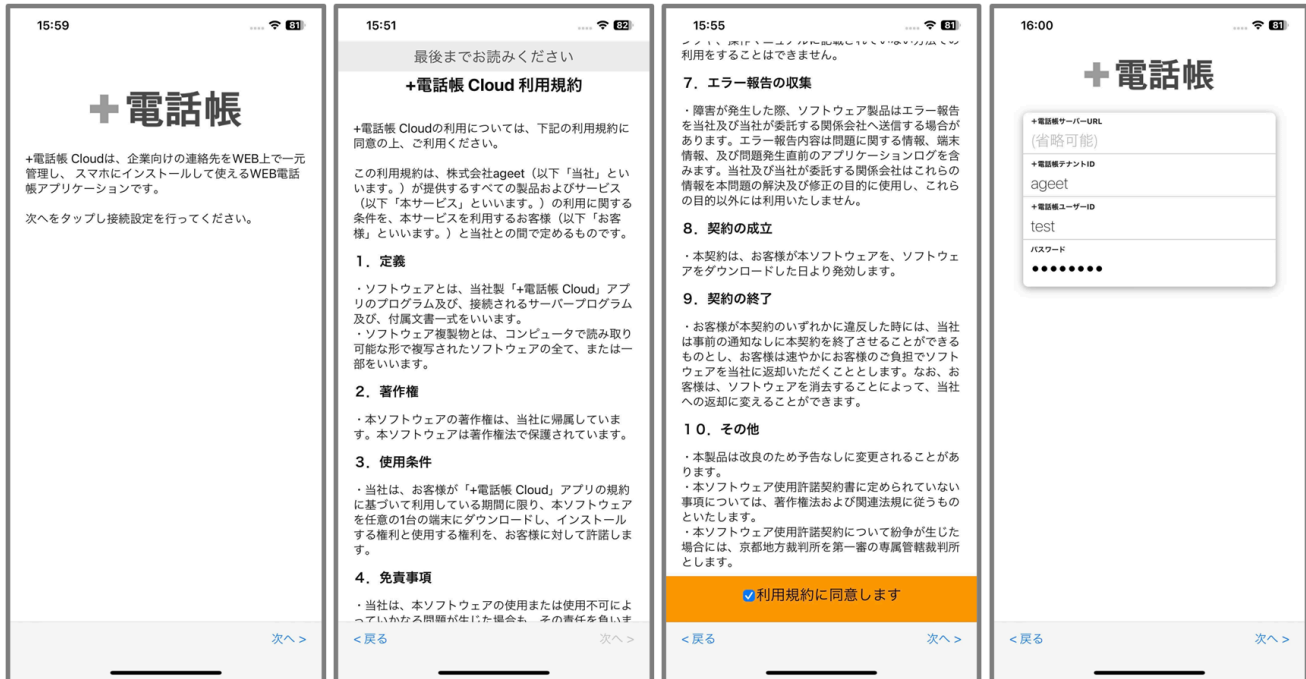 15:59
81
+電話帳
+電話帳 Cloudは、企業向けの連絡先をWEB上で一元
管理し、 スマホにインストールして使えるWEB電話
帳アプリケーションです。
次へをタップし接続設定を行ってください。
次へ >
15:51
82
最後までお読みください
+電話帳 Cloud 利用規約
+電話帳 Cloudの利用については、下記の利用規約に
同意の上、ご利用ください。
この利用規約は、株式会社ageet（以下「当社」とい
います。）が提供するすべての製品およびサービス
（以下「本サービス」といいます。）の利用に関する
条件を、本サービスを利用するお客様（以下「お客
様」といいます。）と当社との間で定めるものです。
１．定義
・ソフトウェアとは、当社製「+電話帳 Cloud」アプ
リのプログラム及び、接続されるサーバープログラム
及び、付属文書一式をいいます。
・ソフトウェア複製物とは、コンピュータで読み取り
可能な形で複写されたソフトウェアの全て、または一
部をいいます。
２．著作権
・本ソフトウェアの著作権は、当社に帰属していま
す。本ソフトウェアは著作権法で保護されています。
３．使用条件
・当社は、お客様が「+電話帳 Cloud」アプリの規約
に基づいて利用している期間に限り、本ソフトウェア
を任意の1台の端末にダウンロードし、インストール
する権利と使用する権利を、お客様に対して許諾しま
す。
４．免責事項
・当社は、本ソフトウェアの使用または使用不可によ
っていかなる問題が生じた場合も、その責任を負いま
< 戻る
次へ >
15:55
81
利用をすることはできません。
７．エラー報告の収集
・障害が発生した際、ソフトウェア製品はエラー報告
を当社及び当社が委託する関係会社へ送信する場合が
あります。エラー報告内容は問題に関する情報、端末
情報、及び問題発生直前のアプリケーションログを含
みます。当社及び当社が委託する関係会社はこれらの
情報を本問題の解決及び修正の目的に使用し、これら
の目的以外には利用いたしません。
８．契約の成立
・本契約は、お客様が本ソフトウェアを、ソフトウェ
アをダウンロードした日より発効します。
９．契約の終了
・お客様が本契約のいずれかに違反した時には、当社
は事前の通知なしに本契約を終了させることができる
ものとし、お客様は速やかにお客様のご負担でソフト
ウェアを当社に返却いただくこととします。なお、お
客様は、ソフトウェアを消去することによって、当社
への返却に変えることができます。
１０．その他
・本製品は改良のため予告なしに変更されることがあ
ります。
・本ソフトウェア使用許諾契約書に定められていない
事項については、著作権法および関連法規に従うもの
といたします。
・本ソフトウェア使用許諾契約について紛争が生じた
場合には、京都地方裁判所を第一審の専属管轄裁判所
とします。
利用規約に同意します
< 戻る
次へ >
16:00
81
+電話帳
+電話帳サーバーURL
(省略可能)
+電話帳テナントID
ageet
+電話帳ユーザーID
test
パスワード
●●●●●●●●
< 戻る
次へ >